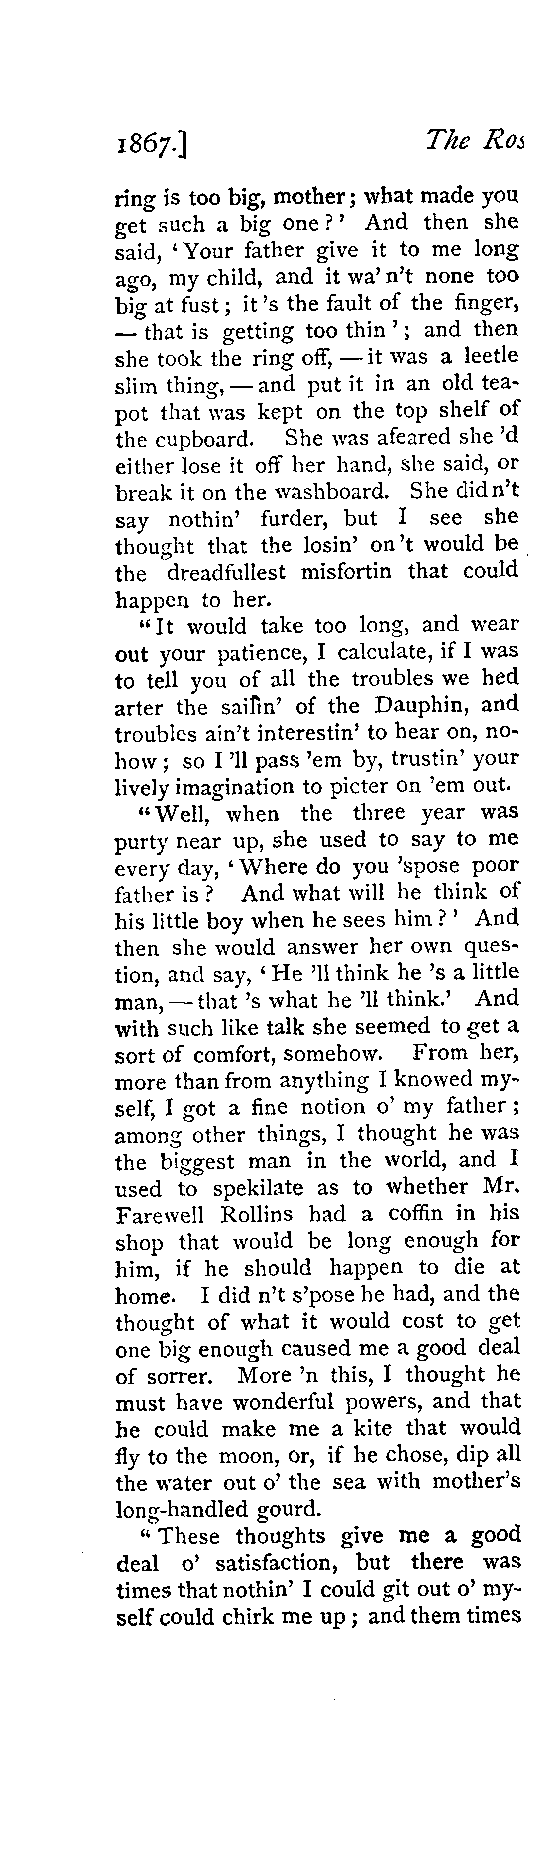 1867.] The Ros
ring is too big, mother; what made you
get such a big one?' And then she
said, 'Your father give it to me long
ago, my child, and it wa'n't none too
big at fust; it's the fault of the finger,
— that is getting too thin'; and then
she took the ring off, — it was a leetle
slim thing, — and put it in an old tea-
pot that was kept on the top shelf of
the cupboard. She was afeared she'd
either lose it off her hand, she said, or
break it on the washboard. She didn't
say nothin' furder, but I see she
thought that the losin' on't would be
the dreadfullest misfortin that could
happen to her.
"It would take too long, and wear
out your patience, I calculate, if I was
to tell you of all the troubles we hed
arter the sailin' of the Dauphin, and
troubles ain't interestin' to hear on, no-
how; so I'll pass 'em by, trustin' your
lively imagination to picter on 'em out.
"Well, when the three year was
purty near up, she used to say to me
every day, 'Where do you 'spose poor
father is? And what will he think of
his little boy when he sees him?' And
then she would answer her own ques-
tion, and say, 'He'll think he's a little
man, — that's what he'll think.' And
with such like talk she seemed to get a
sort of comfort, somehow. From her,
more than from anything I knowed my-
self, I got a fine notion o' my father;
among other things, I thought he was
the biggest man in the world, and I
used to spekilate as to whether Mr.
Farewell Rollins had a coffin in his
shop that would be long enough for
him, if he should happen to die at
home. I did n't s'pose he had, and the
thought of what it would cost to get
one big enough caused me a good deal
of sorrer. More 'n this, I thought he
must have wonderful powers, and that
he could make me a kite that would
fly to the moon, or, if he chose, dip all
the water out o' the sea with mother's
long-handled gourd.
"These thoughts give me a good
deal o' satisfaction, but there was
times that nothin' I could git out o' my-
self could chirk me up; and them times